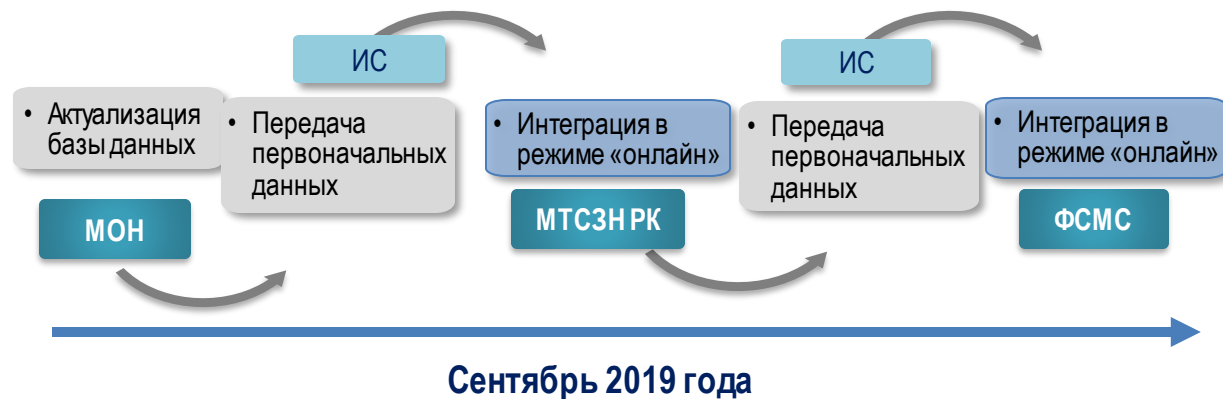 ИС
ИС
• Актуализация
базы данных
МОН
• Передача
первоначальных
данных
• Интеграция в
режиме «онлайн»
МТСЗН РК
• Передача
первоначальных
данных
• Интеграция в
режиме «онлайн»
ФСМС
Сентябрь 2019 года